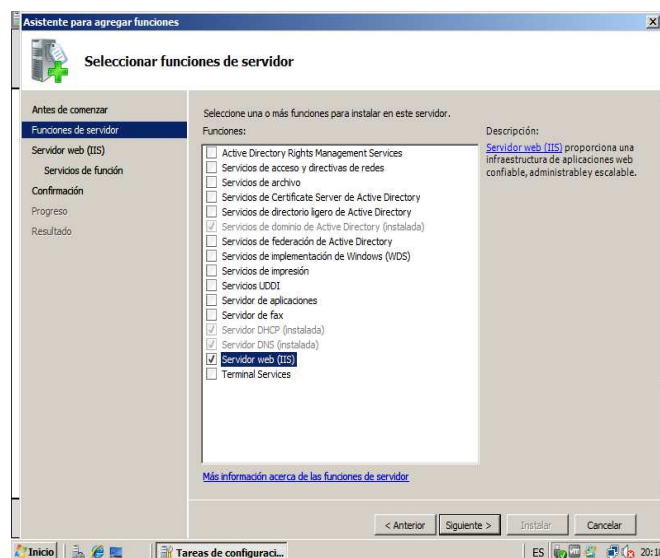 Asistente para agregar funciones
Seleccionar funciones de servidor
Antes de comenzar
Funciones de servidor
Servidor web (IIS)
Servicios de función
Confirmación
Progreso
Resultado
Seleccione una o más funciones para instalar en este servidor.
Funciones:
Active Directory Rights Management Services
Servicios de acceso y directivas de redes
Servicios de archivo
Servicios de Certificate Server de Active Directory
Servicios de directorio ligero de Active Directory
Servicios de dominio de Active Directory (instalada)
Servicios de federación de Active Directory
Servicios de implementación de Windows (WDS)
Servicios de impresión
Servicios UDDI
Servidor de aplicaciones
Servidor de fax
Servidor DHCP (instalada)
Servidor DNS (instalada)
Servidor web (IIS)
Terminal Services
Más información acerca de las funciones de servidor
Descripción:
Servidor web (IIS) proporciona una
infraestructura de aplicaciones web
confiable, administrabley escalable.
< Anterior
Siguiente >
Instalar
Cancelar
Inicio
Tareas de configuraci...
ES
20:18